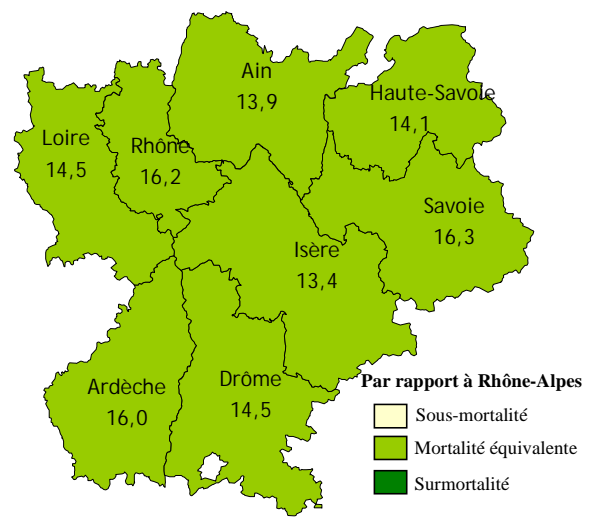 Ain
13,9
Haute-Savoie
14,1
Loire
14,5
Rhône
16,2
Savoie
16,3
Isère
13,4
Ardèche
16,0
Drôme
14,5
Par rapport à Rhône-Alpes
Sous-mortalité
Mortalité équivalente
Surmortalité